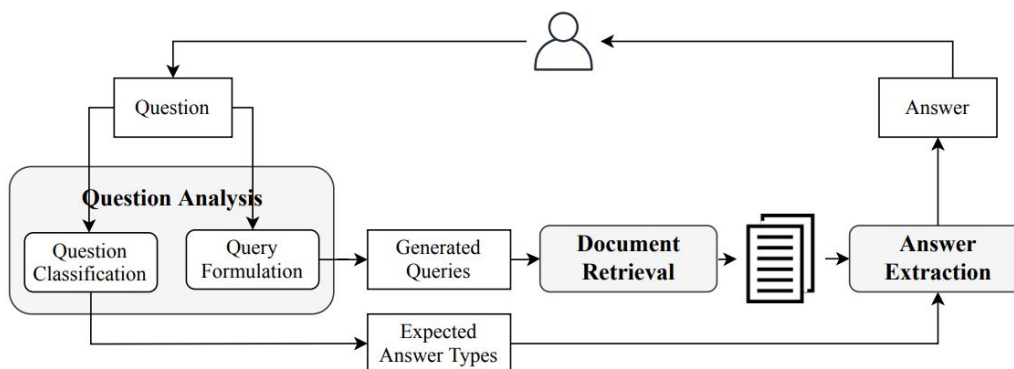 Question
Answer
Question Analysis
Question
Classification
Query
Formulation
Generated
Queries
Document
Retrieval
Answer
Extraction
Expected
Answer Types